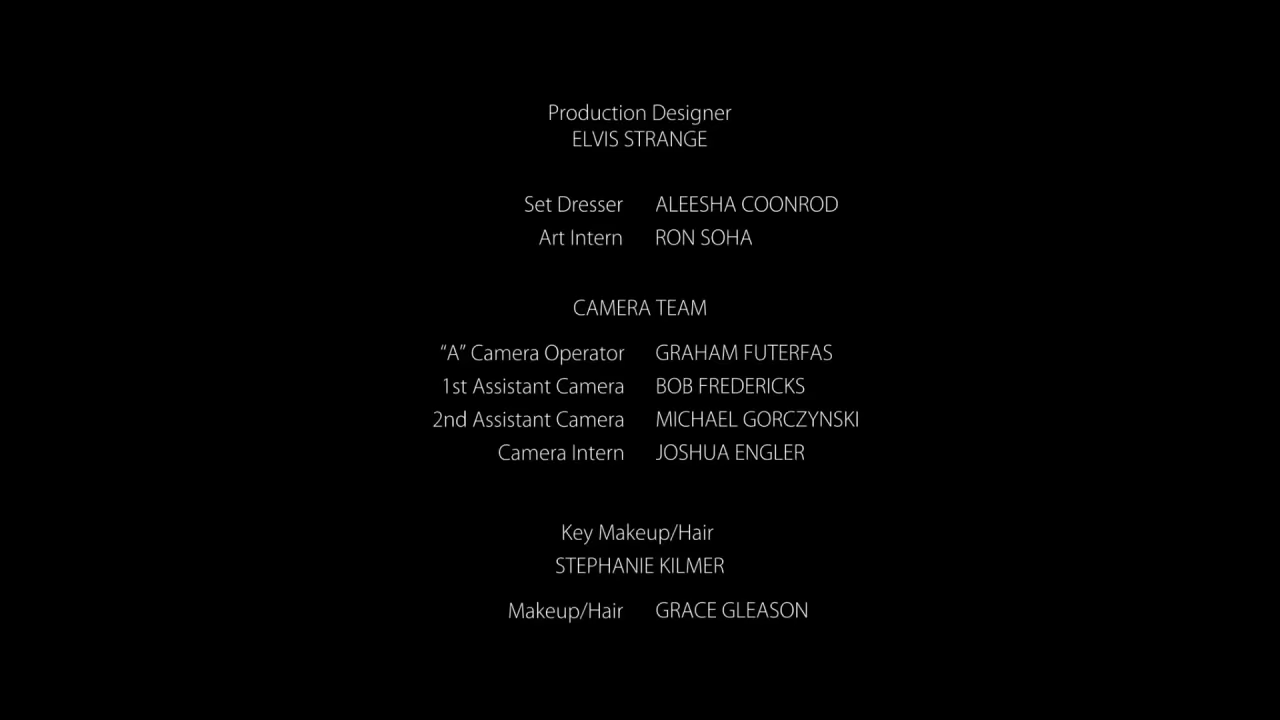 Production Designer
ELVIS STRANGE
Set Dresser ALEESHA COONROD
Art Intern RON SOHA
CAMERA TEAM
“A” Camera Operator GRAHAM FUTERFAS
1st Assistant Camera BOB FREDERICKS
2nd Assistant Camera MICHAEL GORCZYNSKI
Camera Intern JOSHUA ENGLER
Key Makeup/Hair
STEPHANIE KILMER
Makeup/Hair GRACE GLEASON